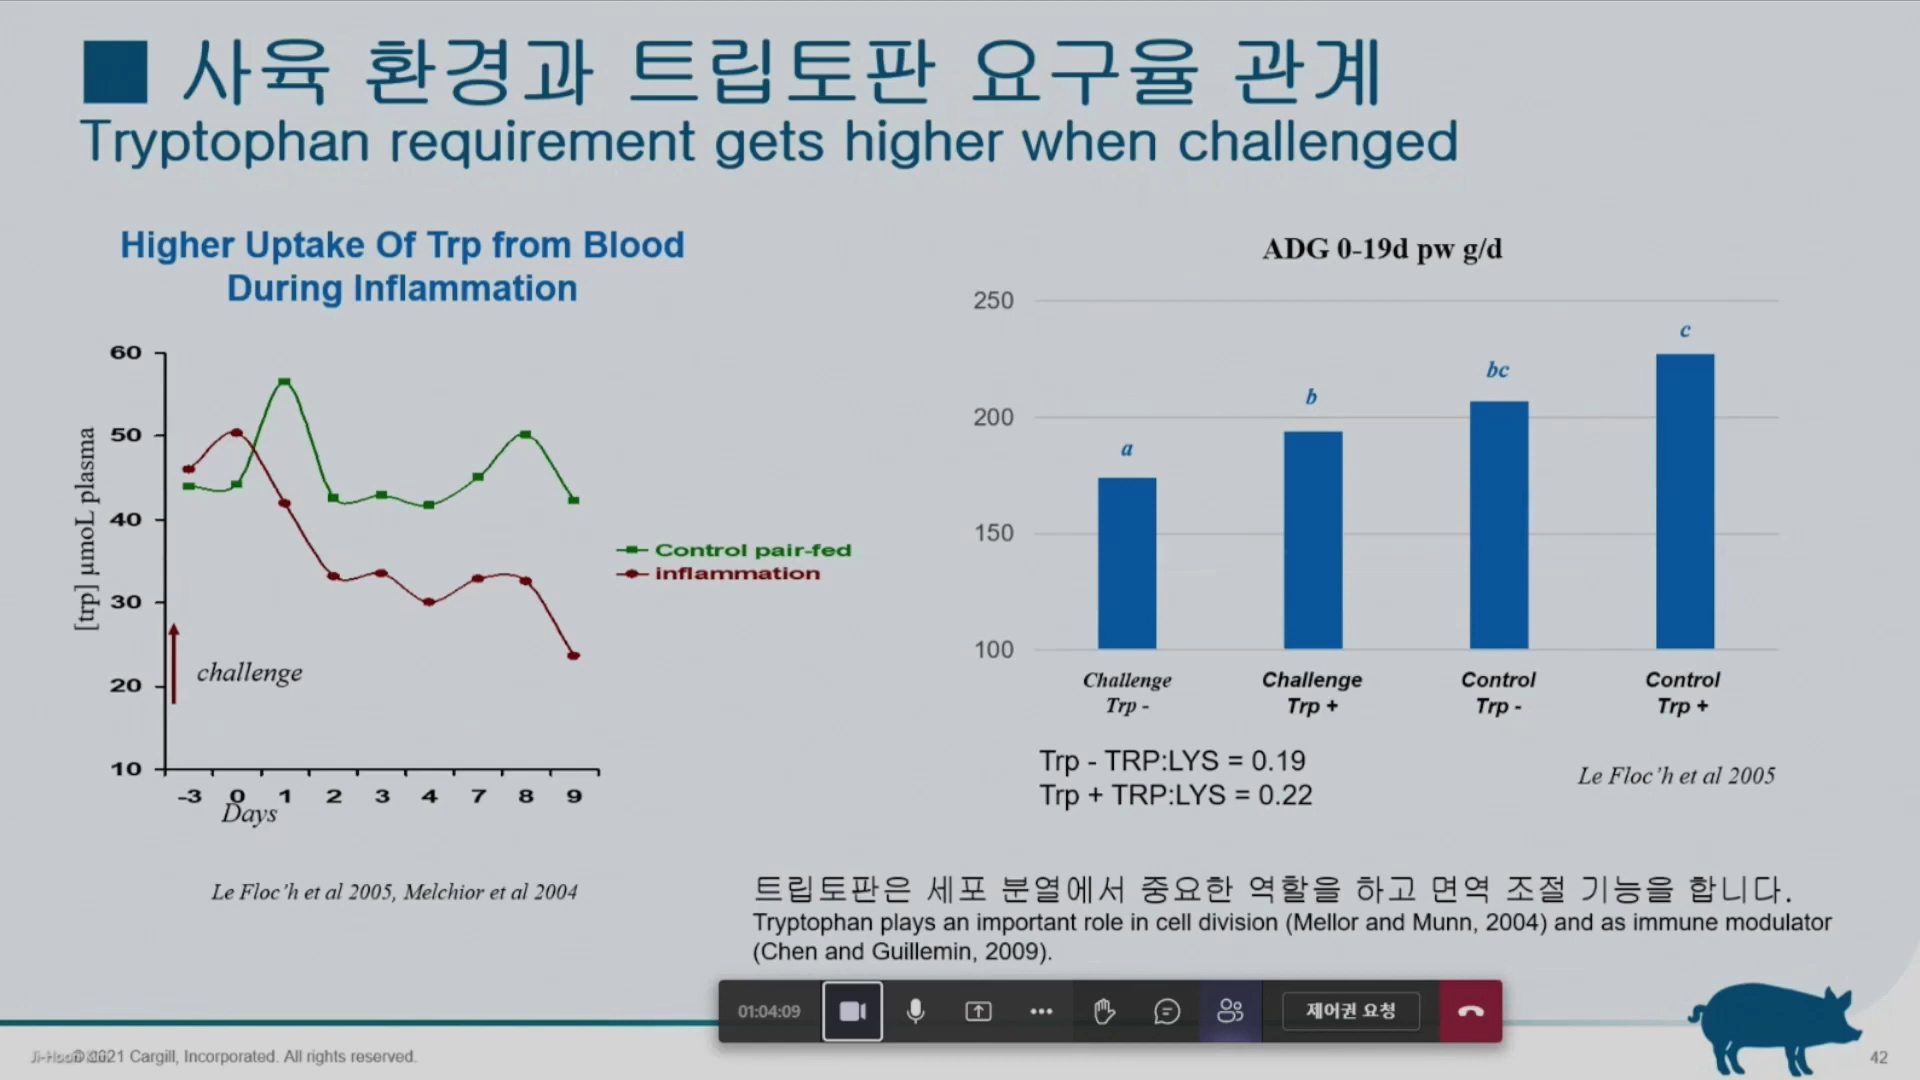 사육 환경과 트립토판 요구율 관계
Tryptophan requirement gets higher when challenged
Higher Uptake Of Trp from Blood
During Inflammation
60
50
40
30
20
10
[trp] µmoL plasma
challenge
-3 0 1 2 3 4 7 8 9
Days
Control pair-fed
inflammation
Le Floc'h et al 2005, Melchior et al 2004
ADG 0-19d pw g/d
250
200
150
100
a
b
bc
c
Challenge
Trp -
Challenge
Trp +
Control
Trp -
Control
Trp +
Trp - TRP:LYS = 0.19
Trp + TRP:LYS = 0.22
Le Floc'h et al 2005
트립토판은 세포 분열에서 중요한 역할을 하고 면역 조절 기능을 합니다.
Tryptophan plays an important role in cell division (Mellor and Munn, 2004) and as immune modulator
(Chen and Guillemin, 2009).
01:04:09
제어권 요청
2021 Cargill, Incorporated. All rights reserved.
42